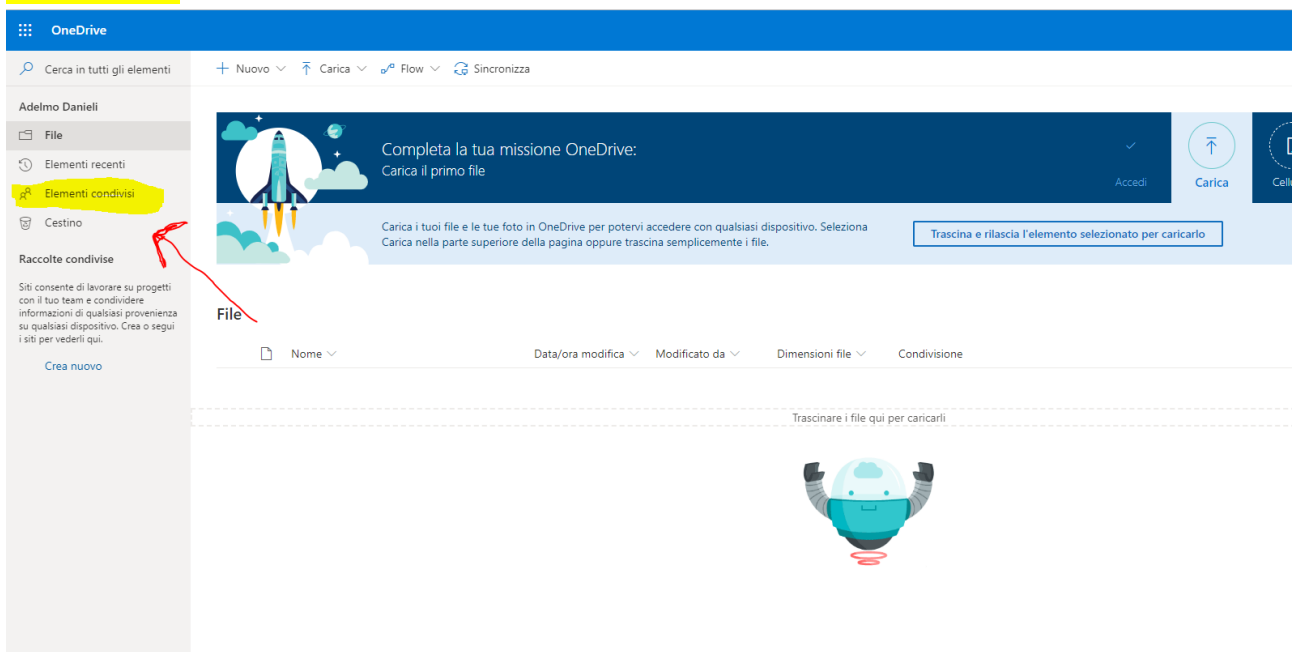 OneDrive
Cerca in tutti gli elementi
Nuovo
Carica
Flow
Sincronizza
Adelmo Danieli
File
Elementi recenti
Elementi condivisi
Cestino
Raccolte condivise
Siti consente di lavorare su progetti
con il tuo team e condividere
informazioni di qualsiasi provenienza
su qualsiasi dispositivo. Crea o segui
i siti per vederli qui.
Crea nuovo
Completa la tua missione OneDrive:
Carica il primo file
Accedi
Carica
Cellu
Carica i tuoi file e le tue foto in OneDrive per potervi accedere con qualsiasi dispositivo. Seleziona
Carica nella parte superiore della pagina oppure trascina semplicemente i file.
Trascina e rilascia l'elemento selezionato per caricarlo
File
Nome
Data/ora modifica
Modificato da
Dimensioni file
Condivisione
Trascinare i file qui per caricarli